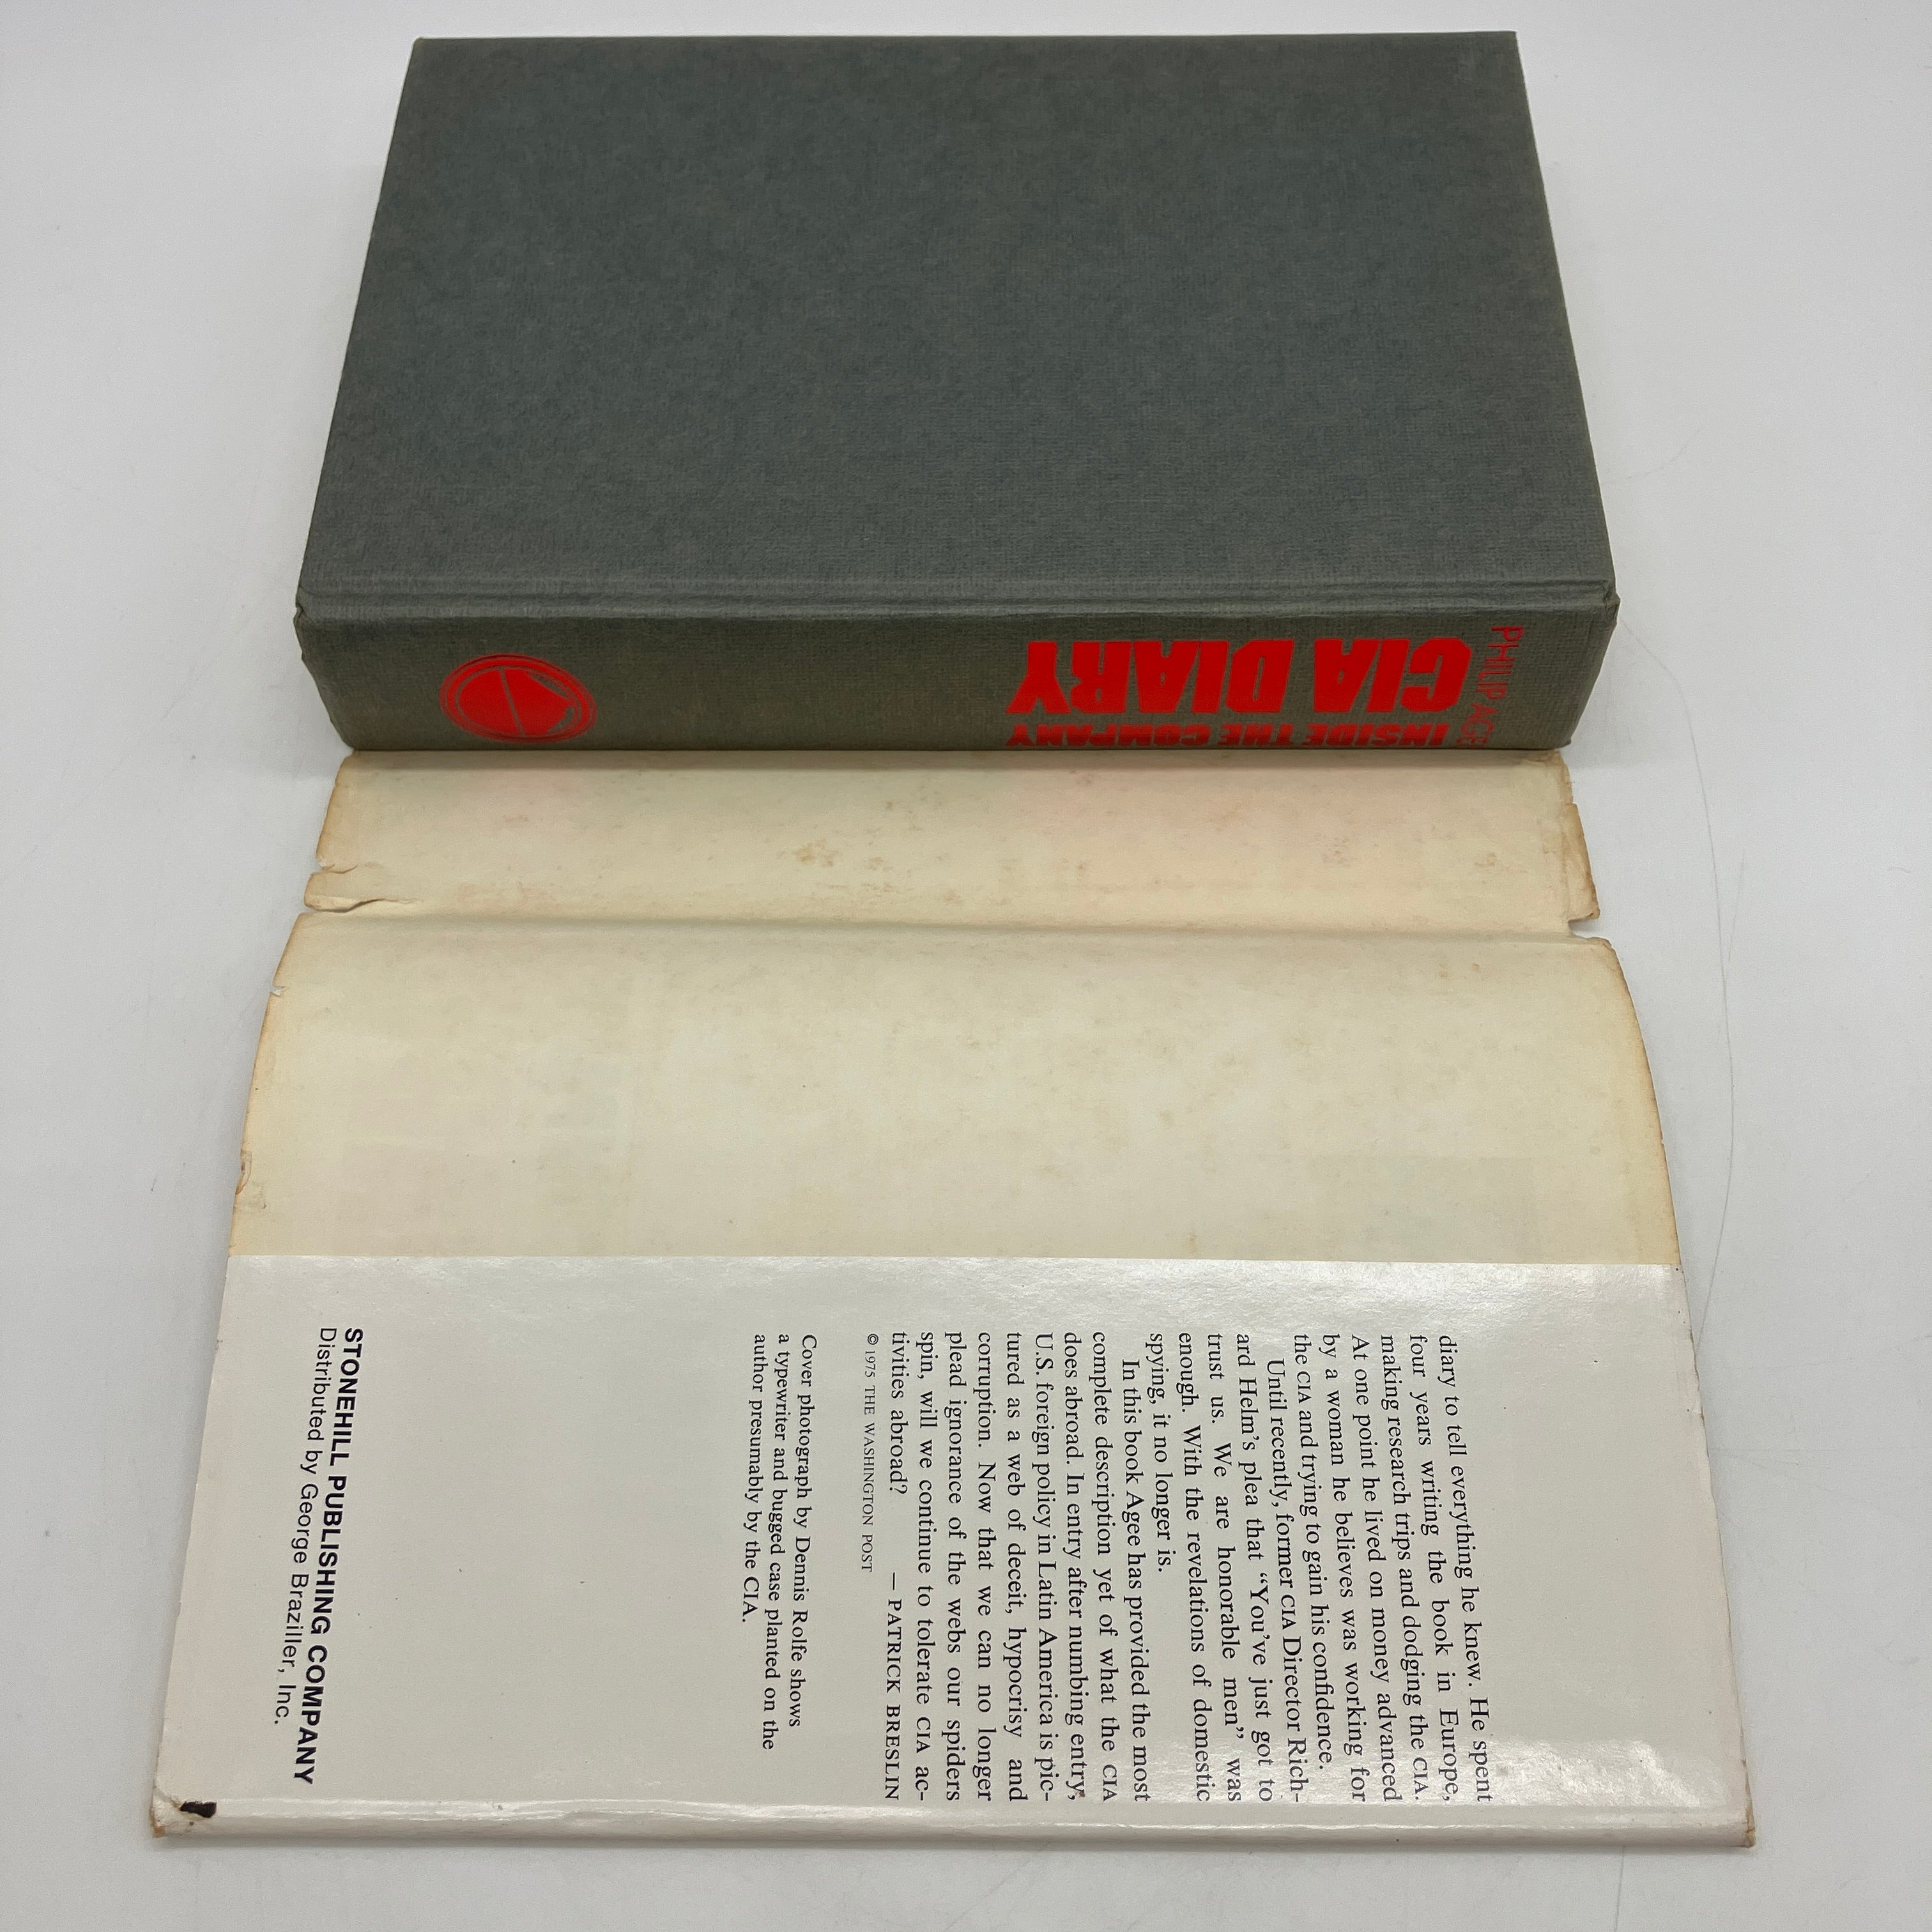 PHILIP AGEE
CIA DIARY
INSIDE THE COMPANY
diary to tell everything he knew. He spent
four years writing the book in Europe,
making research trips and dodging the CIA.
At one point he lived on money advanced
by a woman he believes was working for
the CIA and trying to gain his confidence.
Until recently, former CIA Director Rich-
ard Helm's plea that “You've just got to
trust us. We are honorable men” was
enough. With the revelations of domestic
spying, it no longer is.
In this book Agee has provided the most
complete description yet of what the CIA
does abroad. In entry after numbing entry,
U.S. foreign policy in Latin America is pic-
tured as a web of deceit, hypocrisy and
corruption. Now that we can no longer
plead ignorance of the webs our spiders
spin, will we continue to tolerate CIA ac-
tivities abroad? — PATRICK BRESLIN
© 1975 THE WASHINGTON POST
Cover photograph by Dennis Rolfe shows
a typewriter and bugged case planted on the
author presumably by the CIA.
STONEHILL PUBLISHING COMPANY
Distributed by George Braziller, Inc.